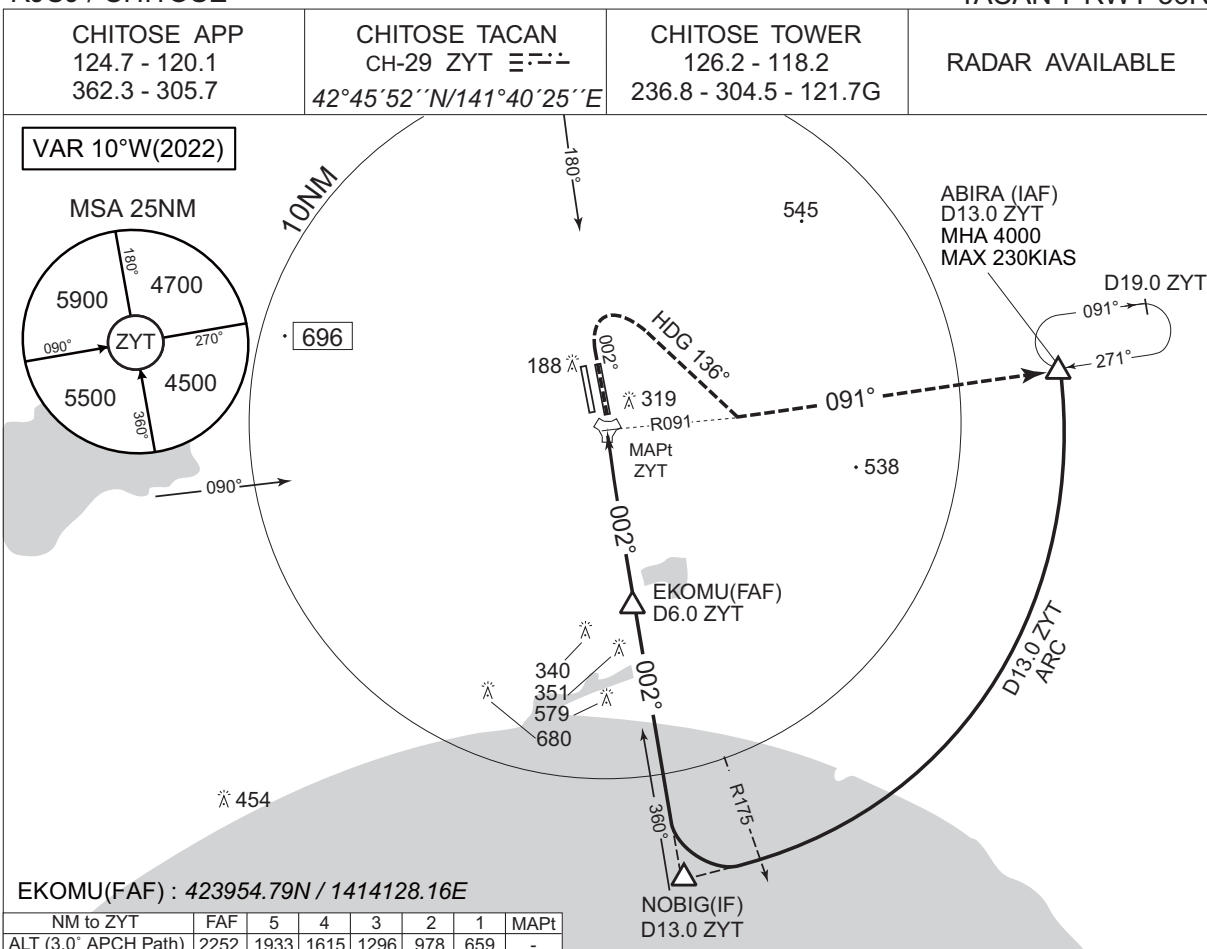 CHITOSE APP
124.7 - 120.1
362.3 - 305.7
CHITOSE TACAN
CH-29 ZYT
42°45´52´´N/141°40´25´´E
CHITOSE TOWER
126.2 - 118.2
236.8 - 304.5 - 121.7G
RADAR AVAILABLE
VAR 10°W(2022)
MSA 25NM
180°
5900
4700
090°
ZYT
270°
5500
4500
360°
10NM
180°
545
ABIRA (IAF)
D13.0 ZYT
MHA 4000
MAX 230KIAS
D19.0 ZYT
091°
271°
696
HDG 136°
002°
188
319
R091
091°
MAPt
ZYT
538
090°
002°
EKOMU(FAF)
D6.0 ZYT
002°
340
351
579
680
D13.0 ZYT
ARC
454
360°
R175
EKOMU(FAF) : 423954.79N / 1414128.16E
NOBIG(IF)
D13.0 ZYT
NM to ZYT FAF 5 4 3 2 1 MAPt
ALT (3.0° APCH Path) 2252 1933 1615 1296 978 659 -